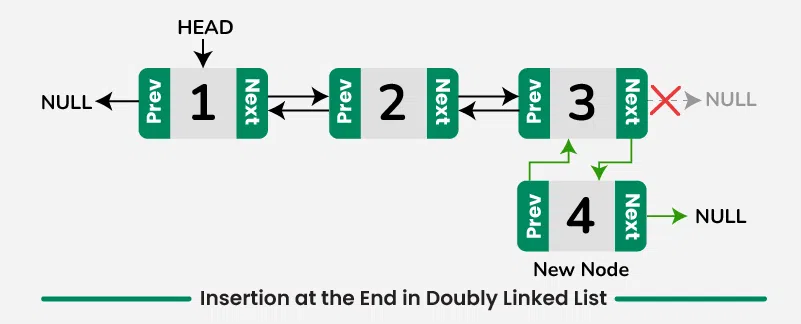 HEAD
NULL
Prev 1 Next
Prev 2 Next
Prev 3 Next
NULL
Prev 4 Next
NULL
New Node
Insertion at the End in Doubly Linked List